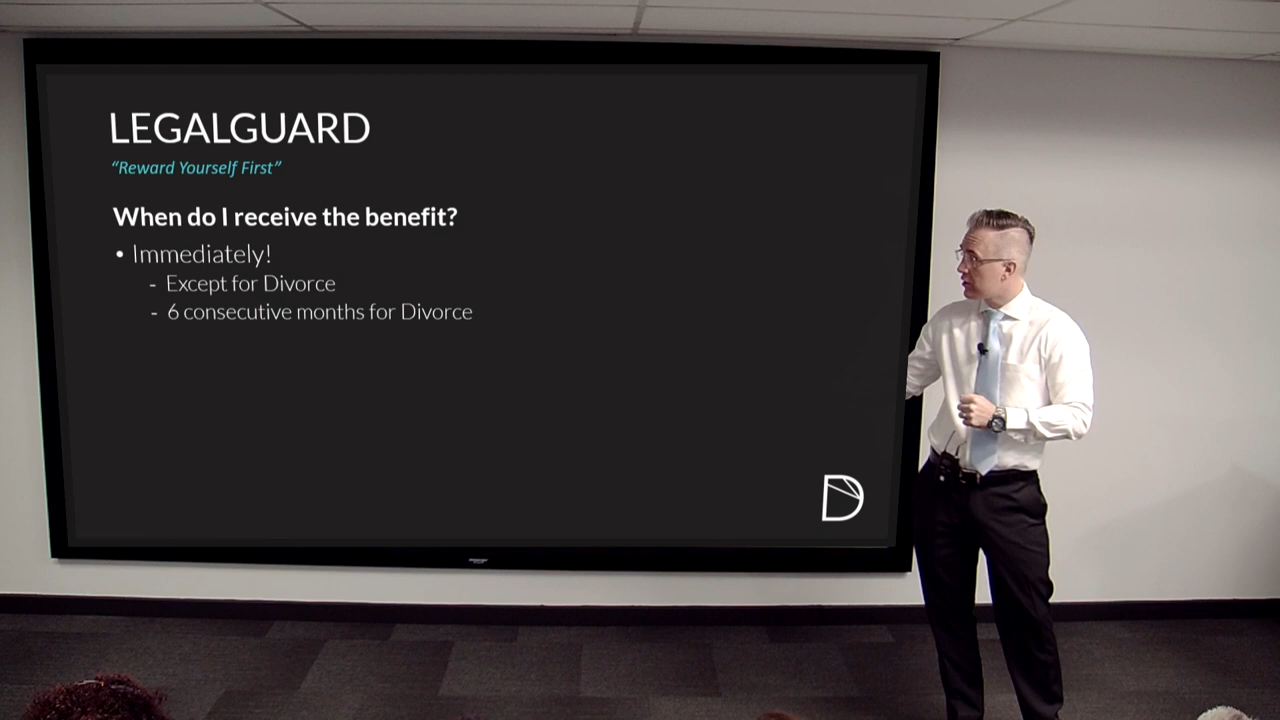 LEGALGUARD
“Reward Yourself First”
When do I receive the benefit?
• Immediately!
- Except for Divorce
- 6 consecutive months for Divorce
D